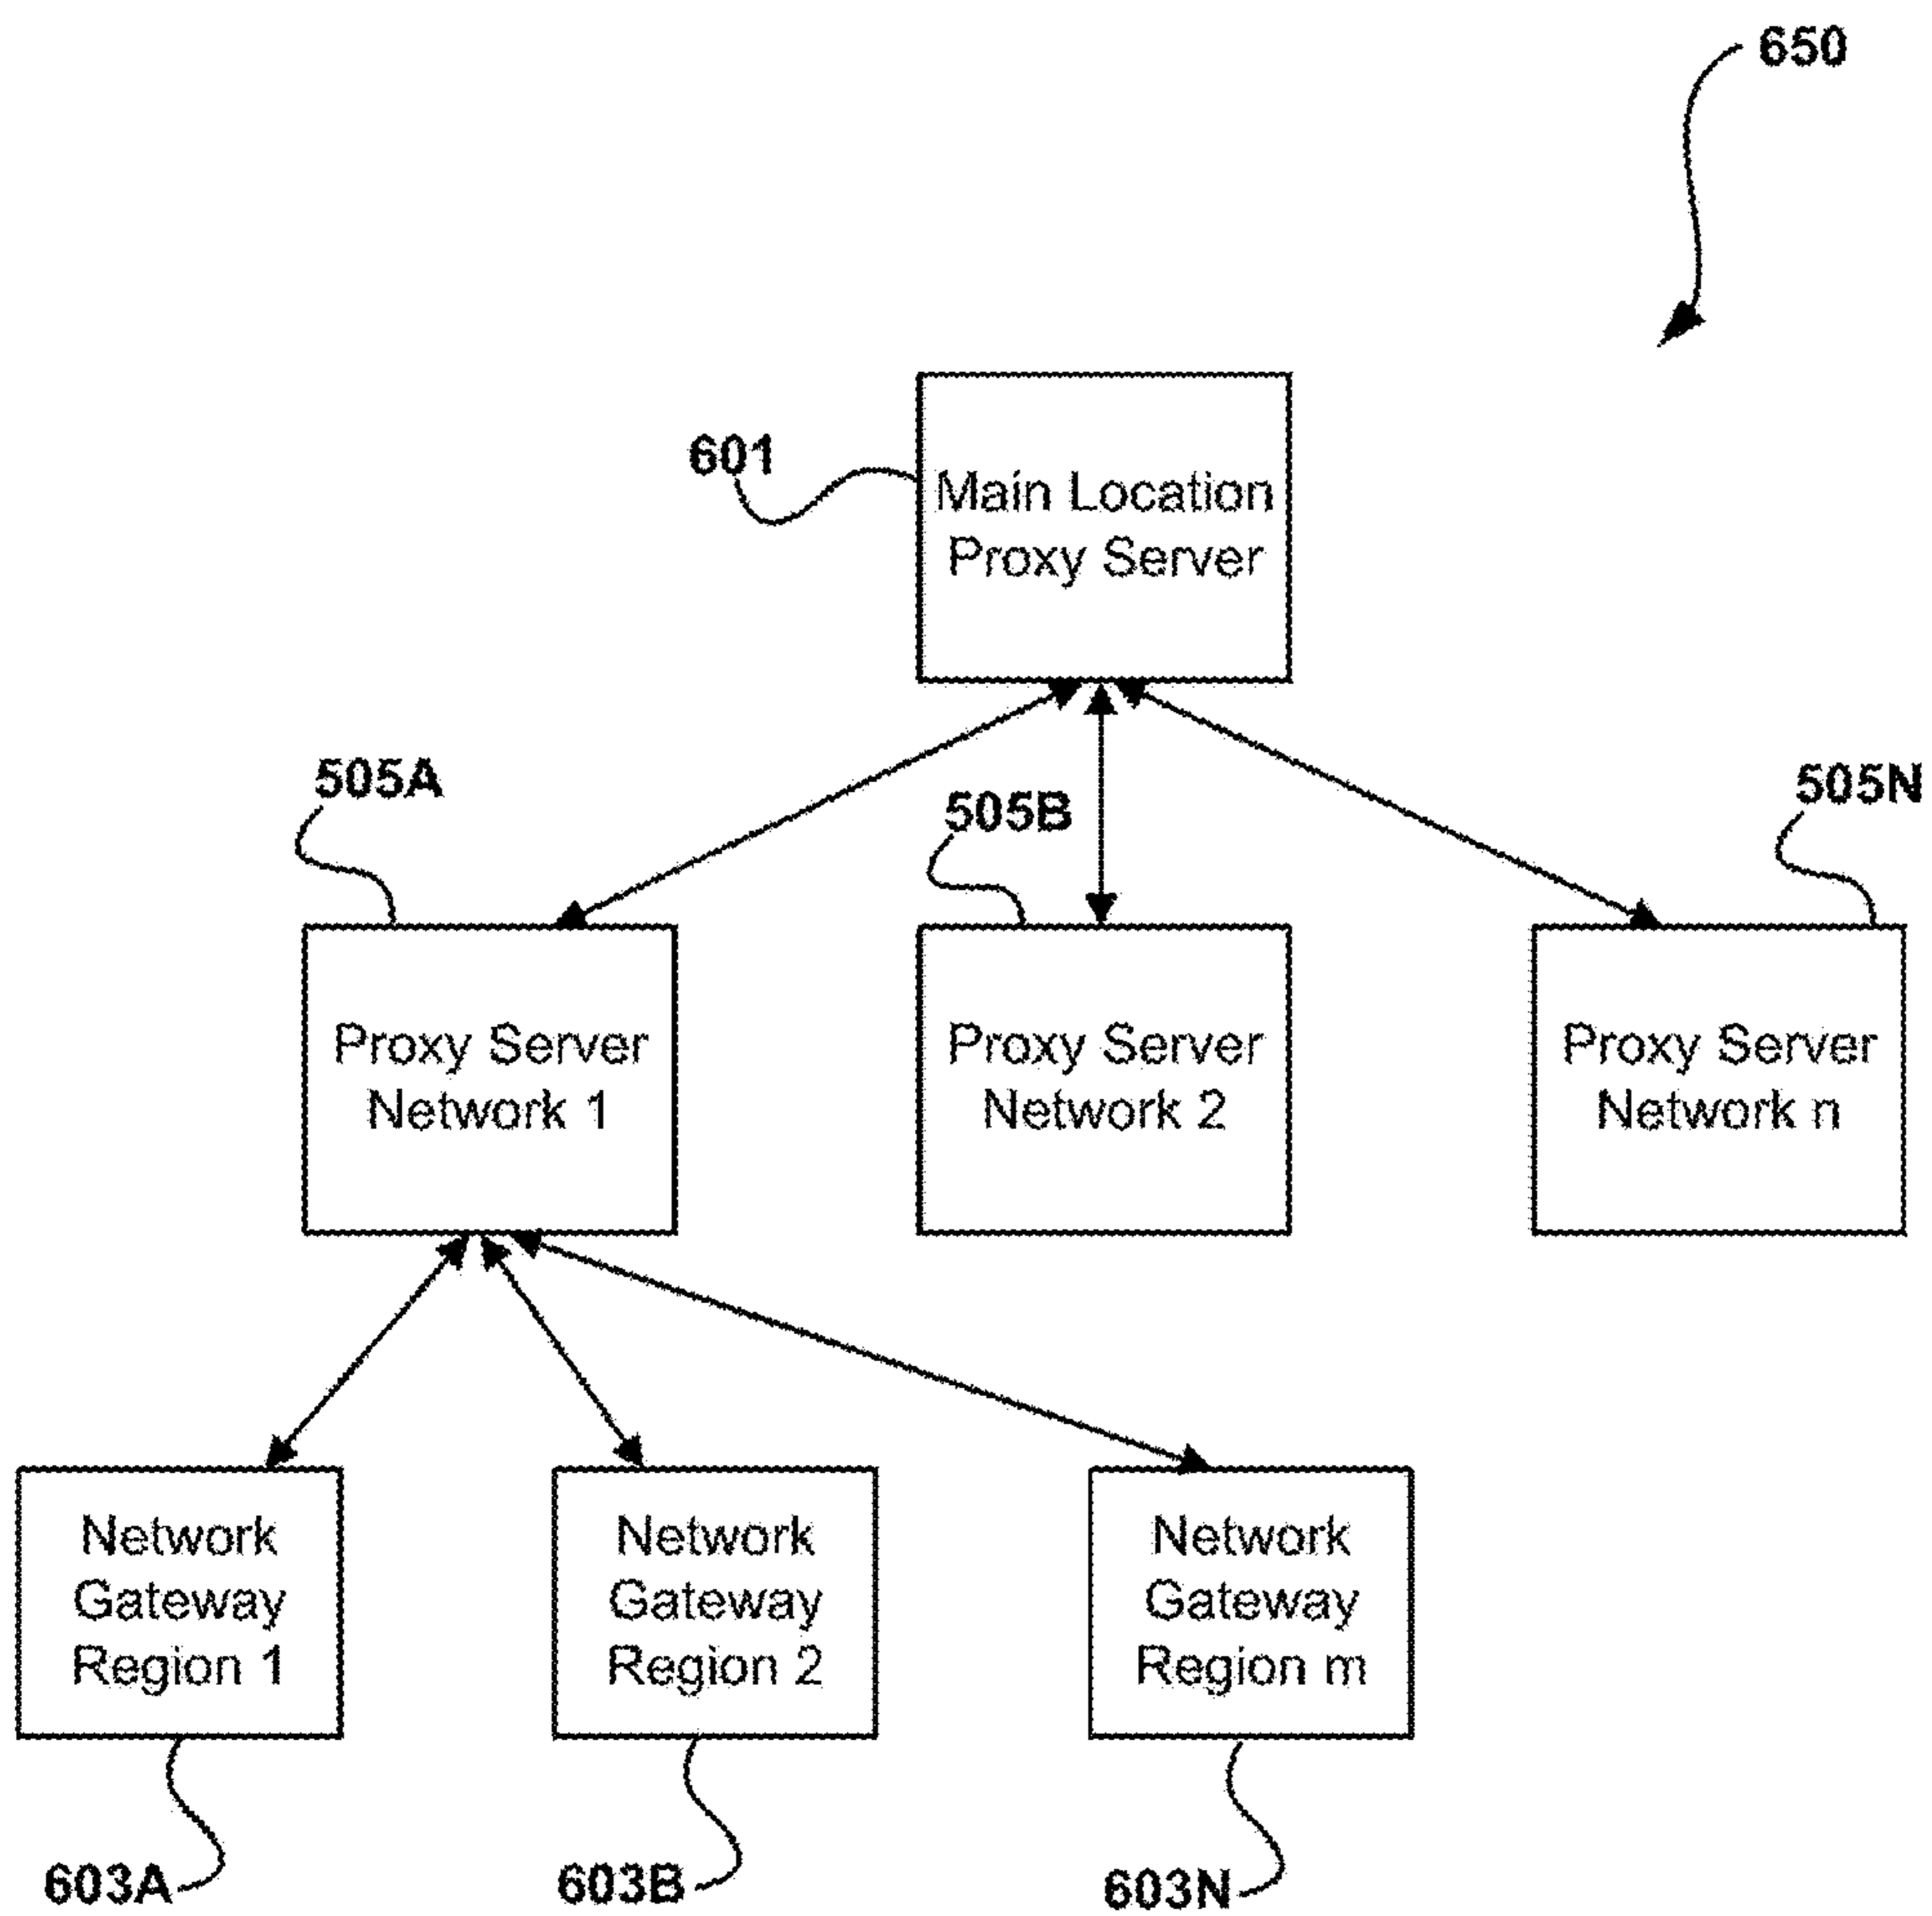 650
601
Main Location
Proxy Server
505A
505B
505N
Proxy Server
Network 1
Proxy Server
Network 2
Proxy Server
Network n
Network
Gateway
Region 1
Network
Gateway
Region 2
Network
Gateway
Region m
603A
603B
603N